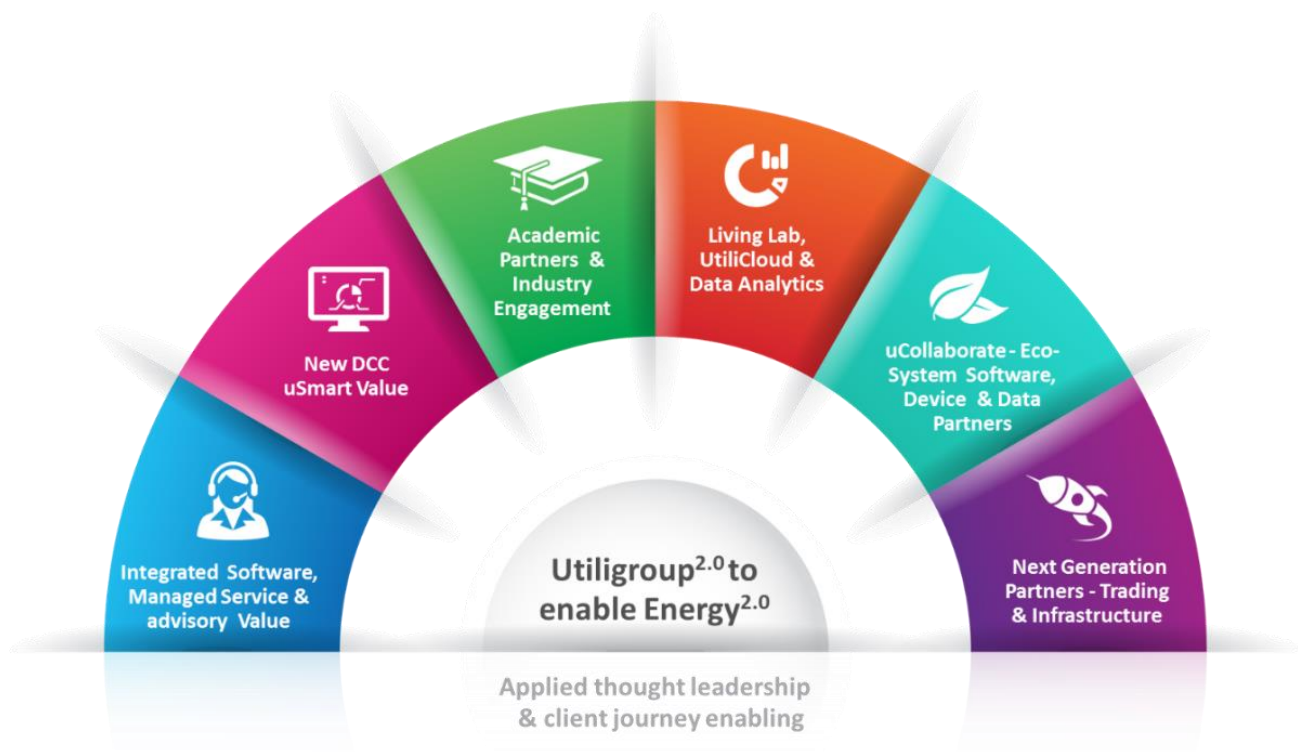 Integrated Software,
Managed Service &
advisory Value
New DCC
uSmart Value
Academic
Partners &
Industry
Engagement
Living Lab,
UtiliCloud &
Data Analytics
uCollaborate - Eco-
System Software,
Device & Data
Partners
Next Generation
Partners - Trading
& Infrastructure
Utiligroup2.0 to
enable Energy2.0
Applied thought leadership
& client journey enabling